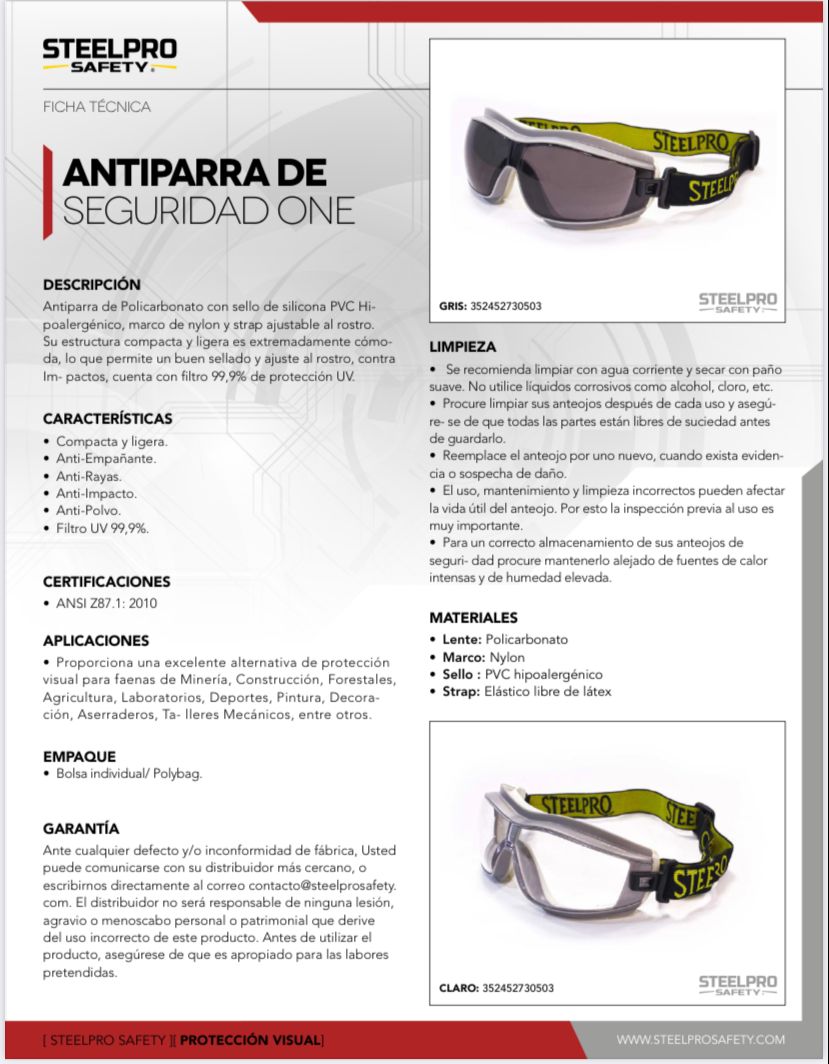 STEELPRO
SAFETY®
FICHA TÉCNICA
ANTIPARRA DE
SEGURIDAD ONE
DESCRIPCIÓN
Antiparra de Policarbonato con sello de silicona PVC Hi-
poalergénico, marco de nylon y strap ajustable al rostro.
Su estructura compacta y ligera es extremadamente cómo-
da, lo que permite un buen sellado y ajuste al rostro, contra
Im- pactos, cuenta con filtro 99,9% de protección UV.
CARACTERÍSTICAS
• Compacta y ligera.
• Anti-Empañante.
• Anti-Rayas.
• Anti-Impacto.
• Anti-Polvo.
• Filtro UV 99,9%.
CERTIFICACIONES
• ANSI Z87.1: 2010
APLICACIONES
• Proporciona una excelente alternativa de protección
visual para faenas de Minería, Construcción, Forestales,
Agricultura, Laboratorios, Deportes, Pintura, Decora-
ción, Aserraderos, Ta- lleres Mecánicos, entre otros.
EMPAQUE
• Bolsa individual/ Polybag.
GARANTÍA
Ante cualquier defecto y/o inconformidad de fábrica, Usted
puede comunicarse con su distribuidor más cercano, o
escribirnos directamente al correo contacto@steelprosafety.
com. El distribuidor no será responsable de ninguna lesión,
agravio o menoscabo personal o patrimonial que derive
del uso incorrecto de este producto. Antes de utilizar el
producto, asegúrese de que es apropiado para las labores
pretendidas.
STEELPRO
STEELP
GRIS: 352452730503
STEELPRO
SAFETY
LIMPIEZA
• Se recomienda limpiar con agua corriente y secar con paño
suave. No utilice líquidos corrosivos como alcohol, cloro, etc.
• Procure limpiar sus anteojos después de cada uso y asegú-
re- se de que todas las partes están libres de suciedad antes
de guardarlo.
• Reemplace el anteojo por uno nuevo, cuando exista eviden-
cia o sospecha de daño.
• El uso, mantenimiento y limpieza incorrectos pueden afectar
la vida útil del anteojo. Por esto la inspección previa al uso es
muy importante.
• Para un correcto almacenamiento de sus anteojos de
seguri- dad procure mantenerlo alejado de fuentes de calor
intensas y de humedad elevada.
MATERIALES
• Lente: Policarbonato
• Marco: Nylon
• Sello : PVC hipoalergénico
• Strap: Elástico libre de látex
STEELPRO
STEE
STEE
CLARO: 352452730503
STEELPRO
SAFETY
[ STEELPRO SAFETY ][ PROTECCIÓN VISUAL]
WWW.STEELPROSAFETY.COM